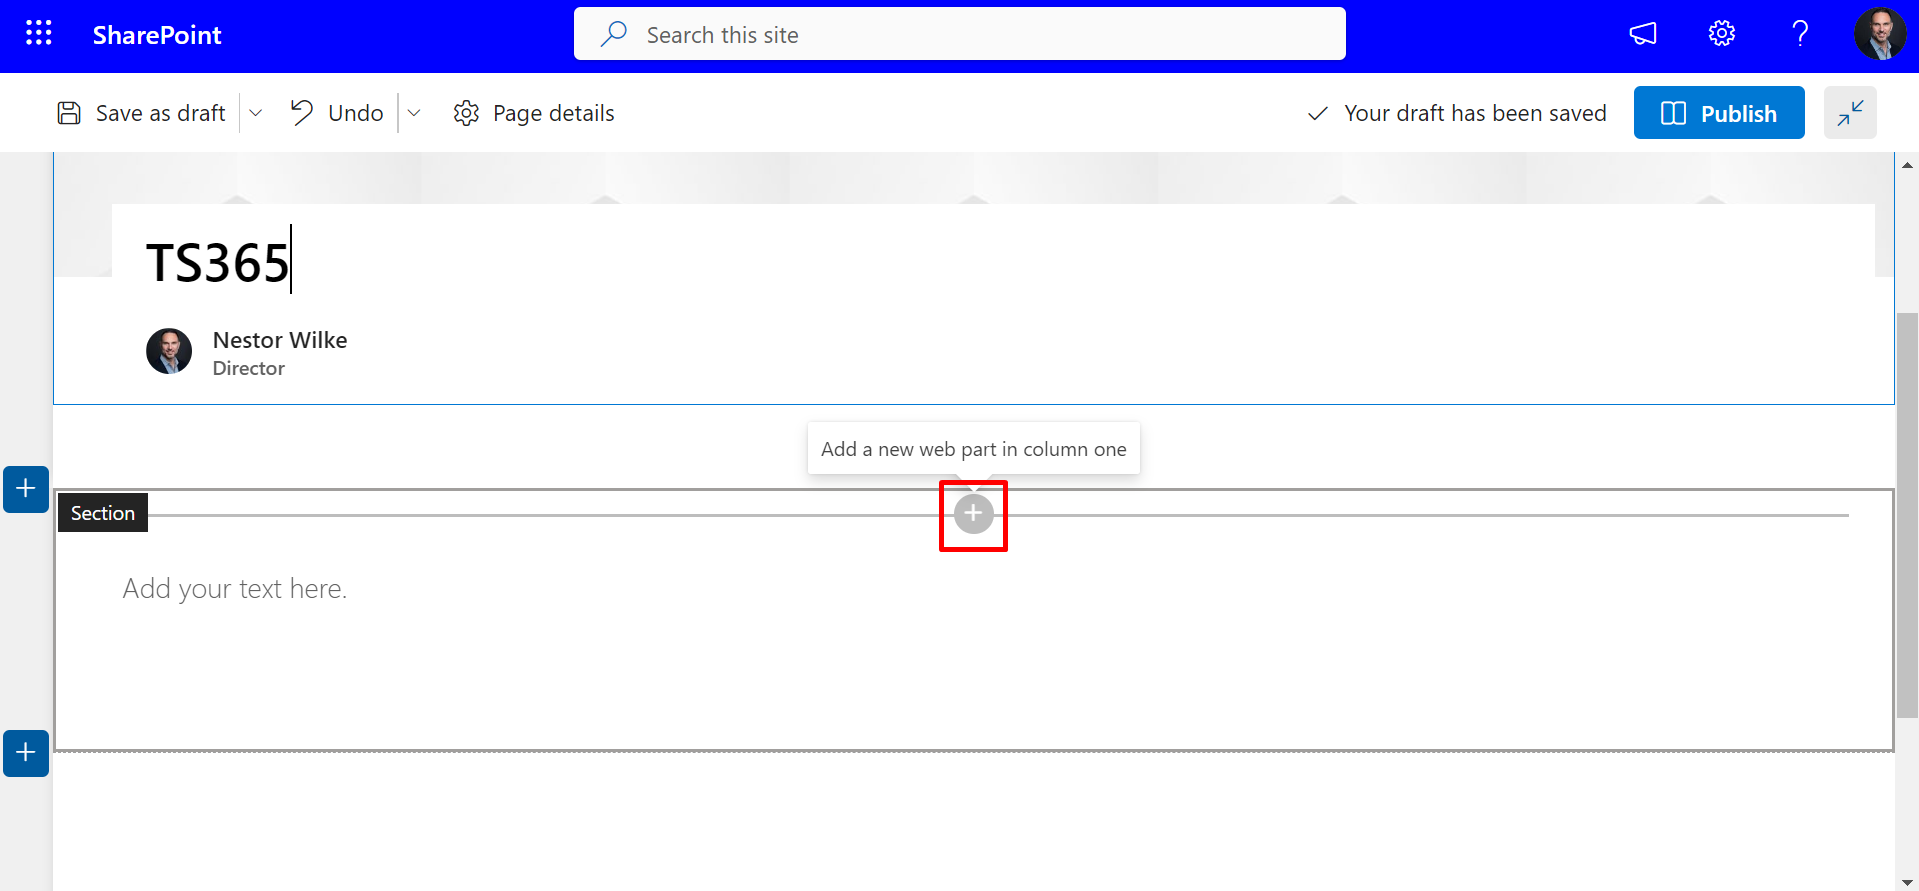 SharePoint
Search this site
Save as draft
Undo
Page details
Your draft has been saved
Publish
TS365
Nestor Wilke
Director
Add a new web part in column one
Section
Add your text here.